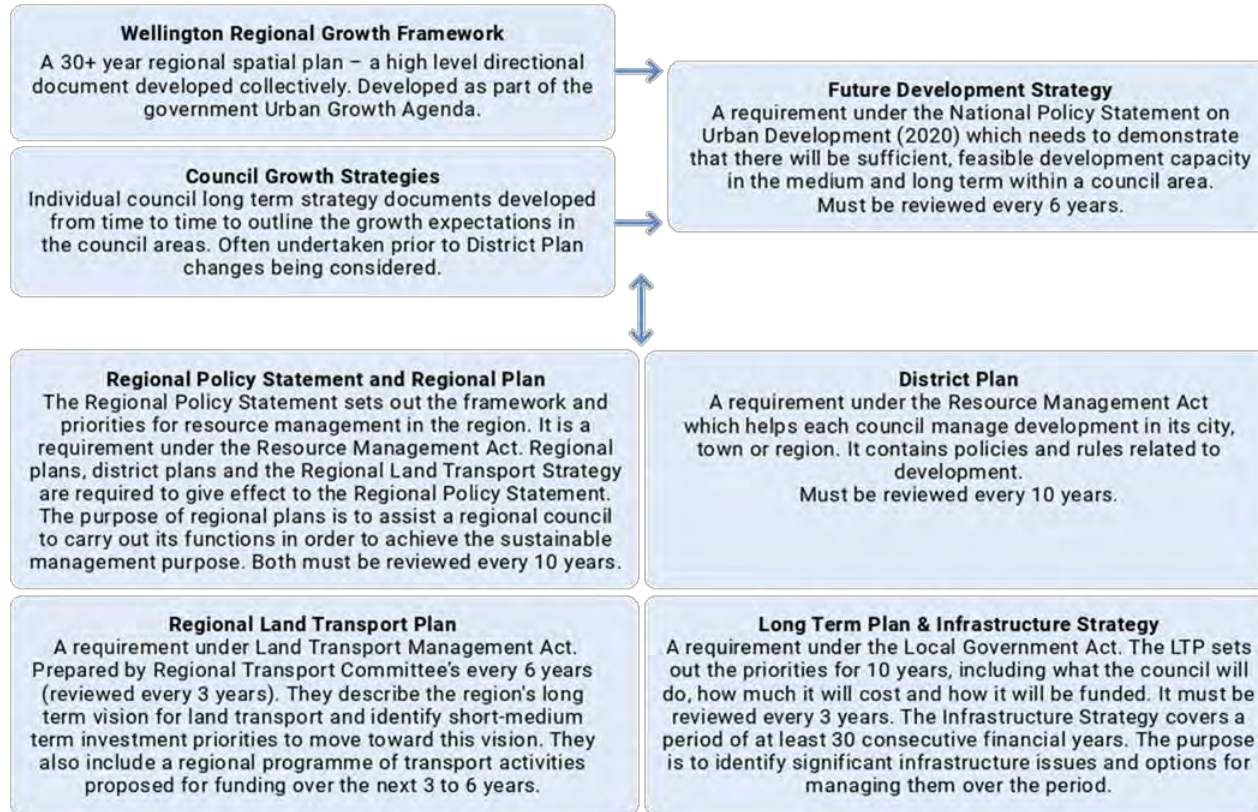 Wellington Regional Growth Framework
A 30+ year regional spatial plan – a high level directional
document developed collectively. Developed as part of the
government Urban Growth Agenda.
Council Growth Strategies
Individual council long term strategy documents developed
from time to time to outline the growth expectations in
the council areas. Often undertaken prior to District Plan
changes being considered.
Future Development Strategy
A requirement under the National Policy Statement on
Urban Development (2020) which needs to demonstrate
that there will be sufficient, feasible development capacity
in the medium and long term within a council area.
Must be reviewed every 6 years.
Regional Policy Statement and Regional Plan
The Regional Policy Statement sets out the framework and
priorities for resource management in the region. It is a
requirement under the Resource Management Act. Regional
plans, district plans and the Regional Land Transport Strategy
are required to give effect to the Regional Policy Statement.
The purpose of regional plans is to assist a regional council
to carry out its functions in order to achieve the sustainable
management purpose. Both must be reviewed every 10 years.
District Plan
A requirement under the Resource Management Act
which helps each council manage development in its city,
town or region. It contains policies and rules related to
development.
Must be reviewed every 10 years.
Regional Land Transport Plan
A requirement under Land Transport Management Act.
Prepared by Regional Transport Committee's every 6 years
(reviewed every 3 years). They describe the region's long
term vision for land transport and identify short-medium
term investment priorities to move toward this vision. They
also include a regional programme of transport activities
proposed for funding over the next 3 to 6 years.
Long Term Plan & Infrastructure Strategy
A requirement under the Local Government Act. The LTP sets
out the priorities for 10 years, including what the council will
do, how much it will cost and how it will be funded. It must be
reviewed every 3 years. The Infrastructure Strategy covers a
period of at least 30 consecutive financial years. The purpose
is to identify significant infrastructure issues and options for
managing them over the period.